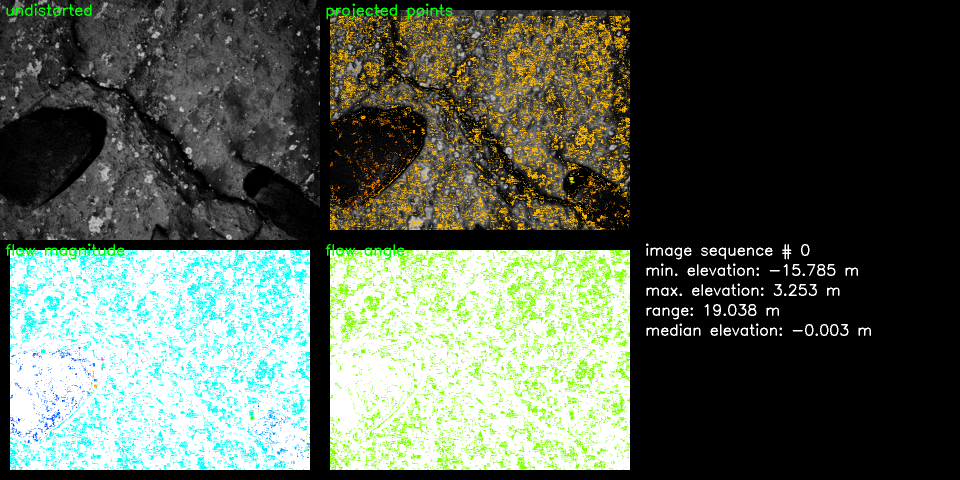 undistorted
projected points
flow magnitude
flow angle
image sequence # 0
min. elevation: -15.785 m
max. elevation: 3.253 m
range: 19.038 m
median elevation: -0.003 m